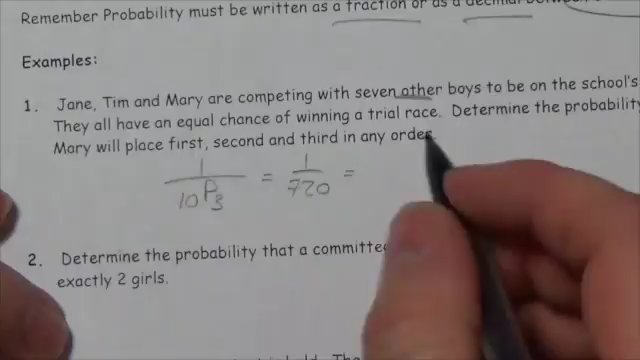 Remember Probability must be written as a fraction or as a decimal between
Examples:
1. Jane, Tim and Mary are competing with seven other boys to be on the school's
They all have an equal chance of winning a trial race. Determine the probability
Mary will place first, second and third in any order.
1/10P3 = 1/720 =
2. Determine the probability that a committee
exactly 2 girls.